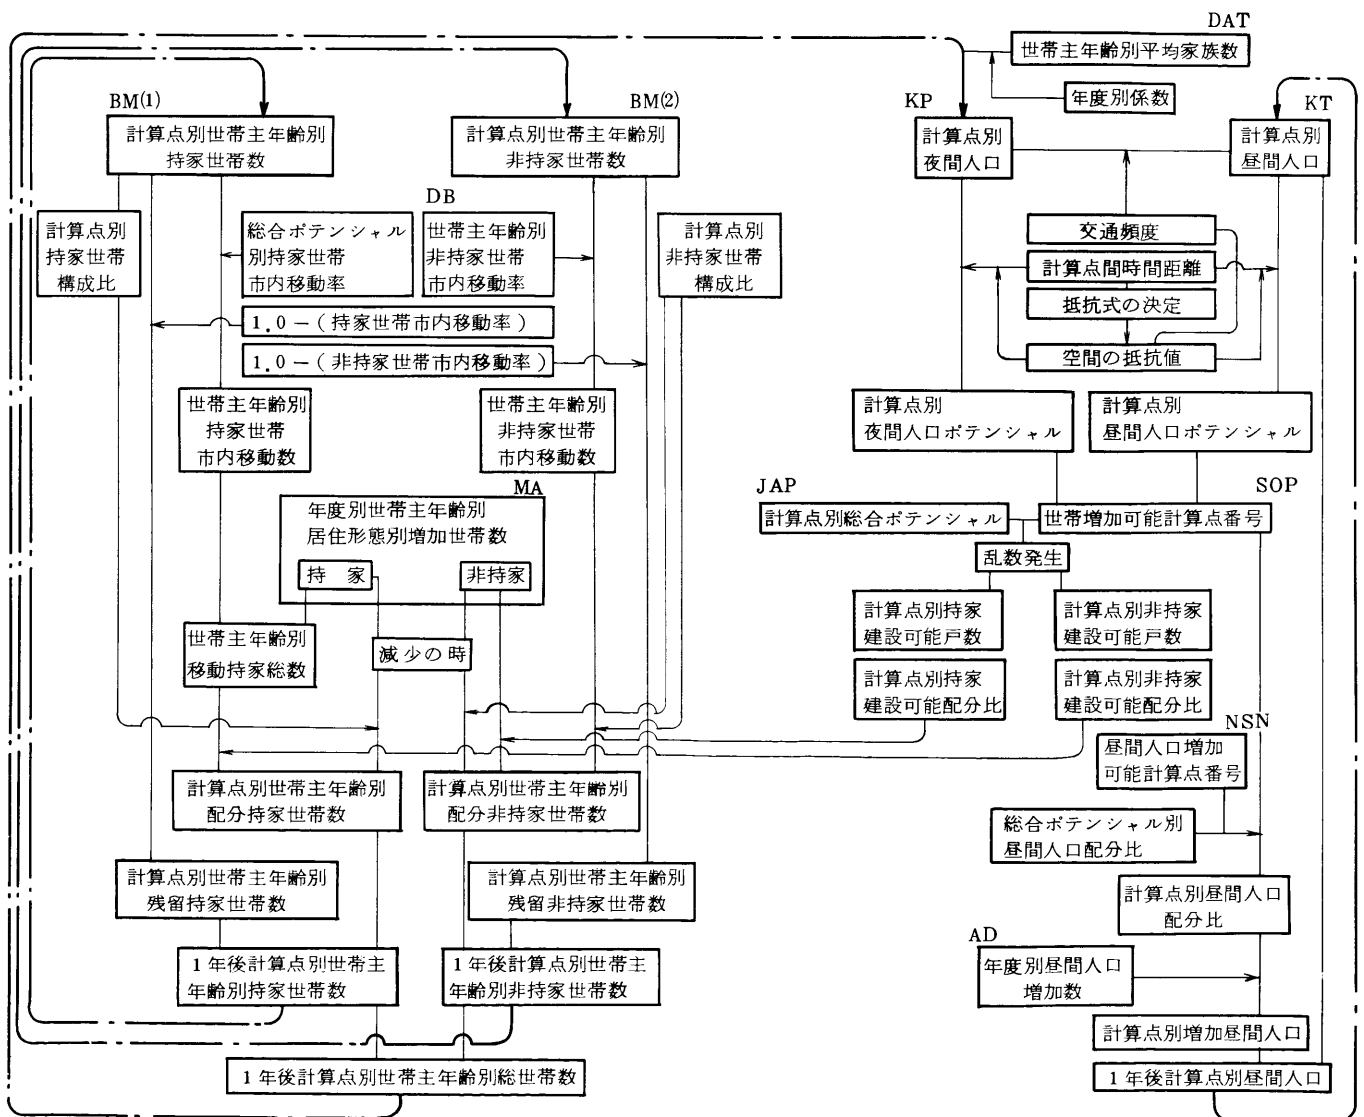 DAT
世帯主年齢別平均家族数
年度別係数
BM(1)
計算点別世帯主年齢別
持家世帯数
BM(2)
計算点別世帯主年齢別
非持家世帯数
KP
計算点別
夜間人口
KT
計算点別
昼間人口
計算点別
持家世帯
構成比
総合ポテンシャル
別持家世帯
市内移動率
DB
世帯主年齢別
非持家世帯
市内移動率
計算点別
非持家世帯
構成比
交通頻度
計算点間時間距離
抵抗式の決定
空間の抵抗値
1.0-(持家世帯市内移動率)
1.0-(非持家世帯市内移動率)
世帯主年齢別
持家世帯
市内移動数
世帯主年齢別
非持家世帯
市内移動数
計算点別
夜間人口ポテンシャル
計算点別
昼間人口ポテンシャル
MA
年度別世帯主年齢別
居住形態別増加世帯数
持家
非持家
JAP
計算点別総合ポテンシャル
SOP
世帯増加可能計算点番号
乱数発生
計算点別持家
建設可能戸数
計算点別非持家
建設可能戸数
世帯主年齢別
移動持家総数
減少の時
計算点別持家
建設可能配分比
計算点別非持家
建設可能配分比
NSN
昼間人口増加
可能計算点番号
計算点別世帯主年齢別
配分持家世帯数
計算点別世帯主年齢別
配分非持家世帯数
総合ポテンシャル別
昼間人口配分比
計算点別世帯主年齢別
残留持家世帯数
計算点別世帯主年齢別
残留非持家世帯数
計算点別昼間人口
配分比
1年後計算点別世帯主
年齢別持家世帯数
1年後計算点別世帯主
年齢別非持家世帯数
AD
年度別昼間人口
増加数
計算点別増加昼間人口
1年後計算点別世帯主年齢別総世帯数
1年後計算点別昼間人口